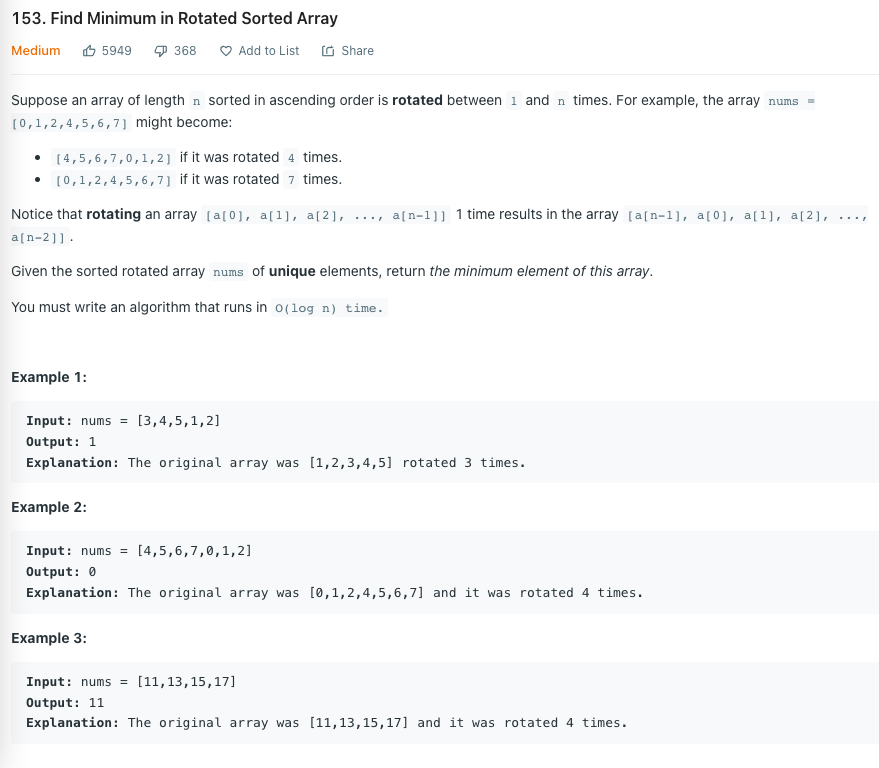 153. Find Minimum in Rotated Sorted Array
Medium 5949 368 Add to List Share
Suppose an array of length n sorted in ascending order is rotated between 1 and n times. For example, the array nums =
[0,1,2,4,5,6,7] might become:
• [4,5,6,7,0,1,2] if it was rotated 4 times.
• [0,1,2,4,5,6,7] if it was rotated 7 times.
Notice that rotating an array [a[0], a[1], a[2], ..., a[n-1]] 1 time results in the array [a[n-1], a[0], a[1], a[2], ...,
a[n-2]].
Given the sorted rotated array nums of unique elements, return the minimum element of this array.
You must write an algorithm that runs in O(log n) time.
Example 1:
Input: nums = [3,4,5,1,2]
Output: 1
Explanation: The original array was [1,2,3,4,5] rotated 3 times.
Example 2:
Input: nums = [4,5,6,7,0,1,2]
Output: 0
Explanation: The original array was [0,1,2,4,5,6,7] and it was rotated 4 times.
Example 3:
Input: nums = [11,13,15,17]
Output: 11
Explanation: The original array was [11,13,15,17] and it was rotated 4 times.